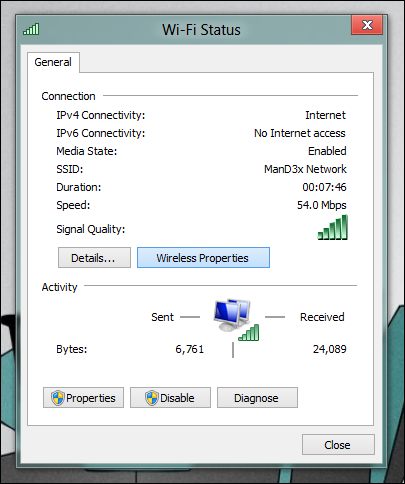 Wi-Fi Status
General
Connection
IPv4 Connectivity: Internet
IPv6 Connectivity: No Internet access
Media State: Enabled
SSID: ManD3x Network
Duration: 00:07:46
Speed: 54.0 Mbps
Signal Quality:
Details... Wireless Properties
Activity
Sent Received
Bytes: 6,761 24,089
Properties Disable Diagnose
Close